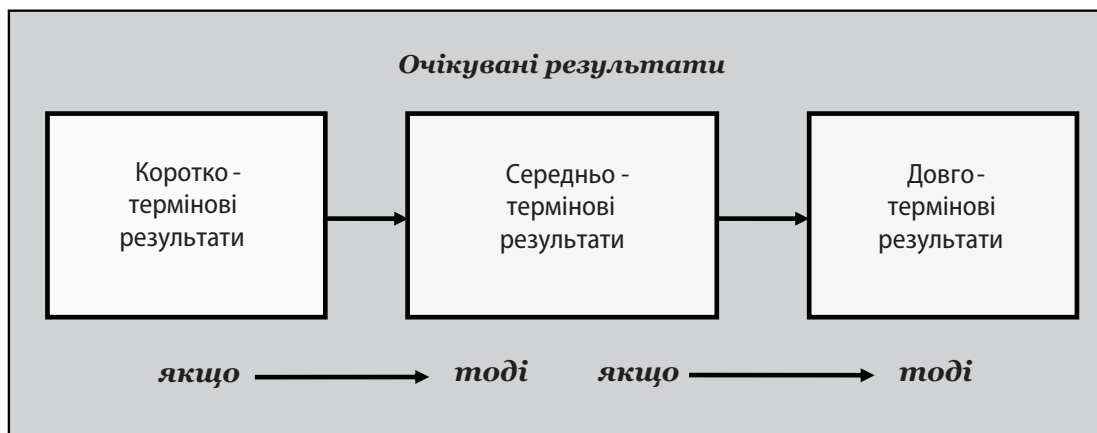 Очікувані результати
Коротко -
термінові
результати
Середньо -
термінові
результати
Довго -
термінові
результати
якщо тоді якщо тоді